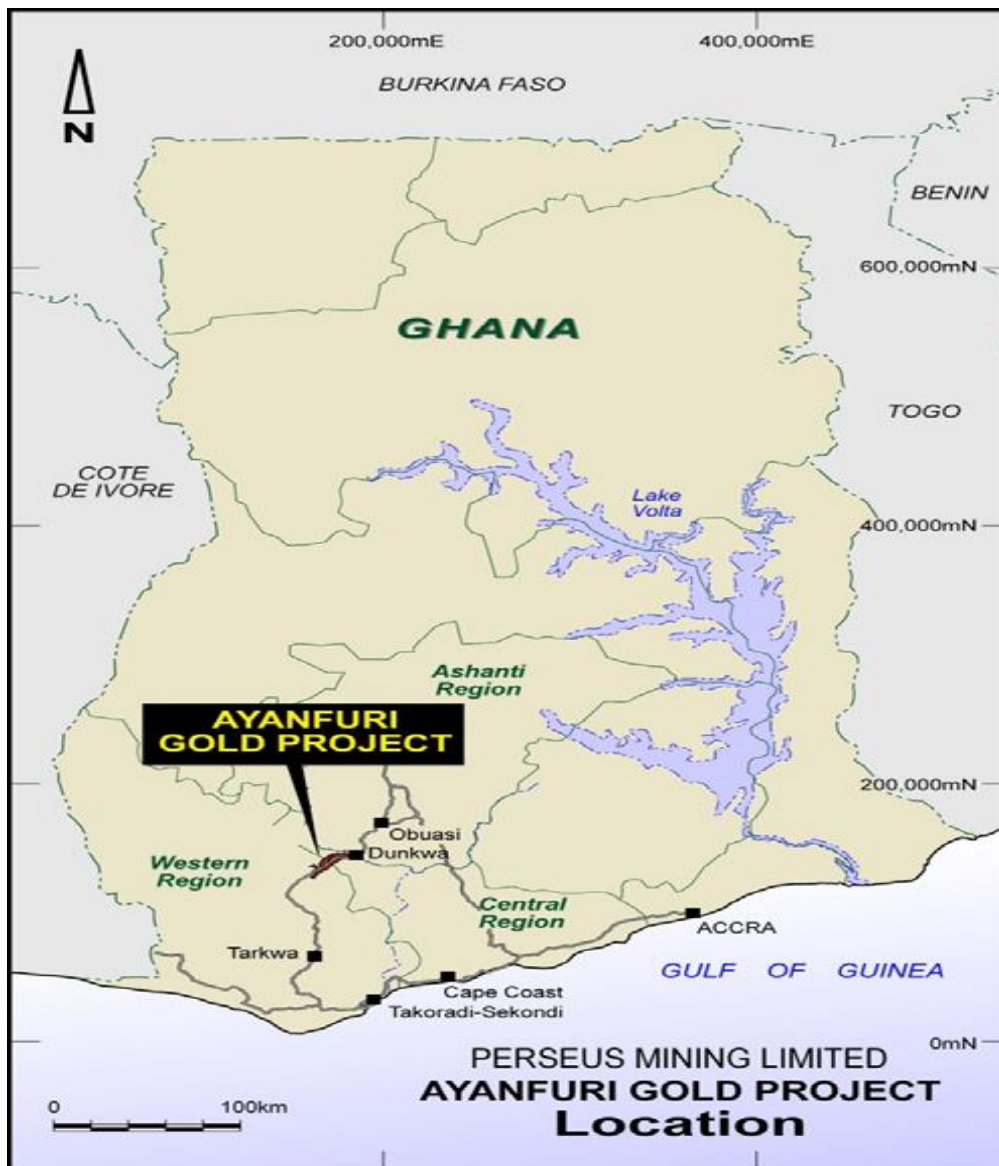 200,000mE
400,000mE
BURKINA FASO
N
BENIN
600,000mN
GHANA
TOGO
COTE
DE IVORE
Lake
Volta
400,000mN
Ashanti
Region
AYANFURI
GOLD PROJECT
200,000mN
Obuasi
Dunkwa
Western
Region
Central
Region
ACCRA
Tarkwa
GULF OF GUINEA
Cape Coast
Takoradi-Sekondi
0mN
PERSEUS MINING LIMITED
AYANFURI GOLD PROJECT
Location
0
100km